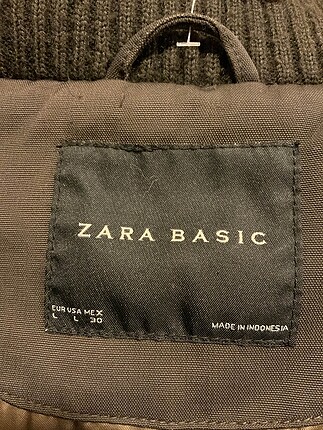 ZARA BASIC
EUR USA MEX
L L 30
MADE IN INDONESIA